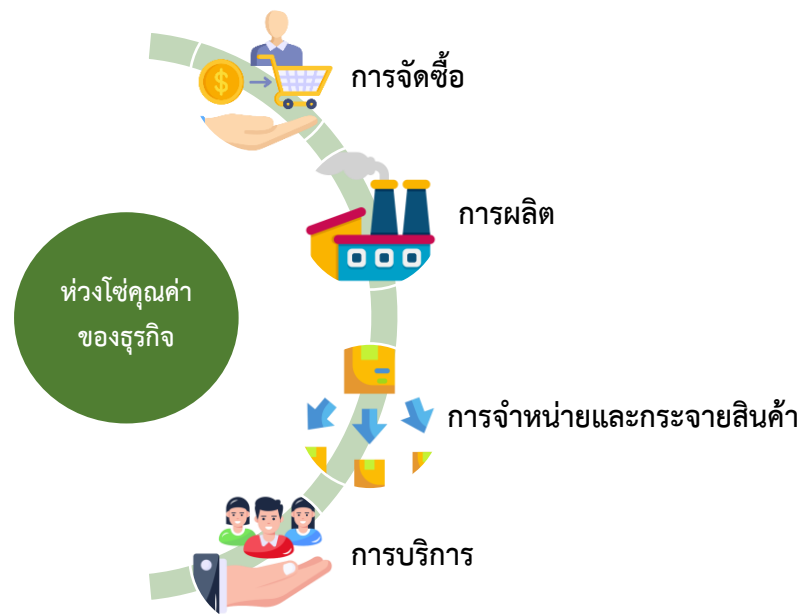 การจัดซื้อ
การผลิต
ห่วงโซ่คุณค่า
ของธุรกิจ
การจำหน่ายและกระจายสินค้า
การบริการ